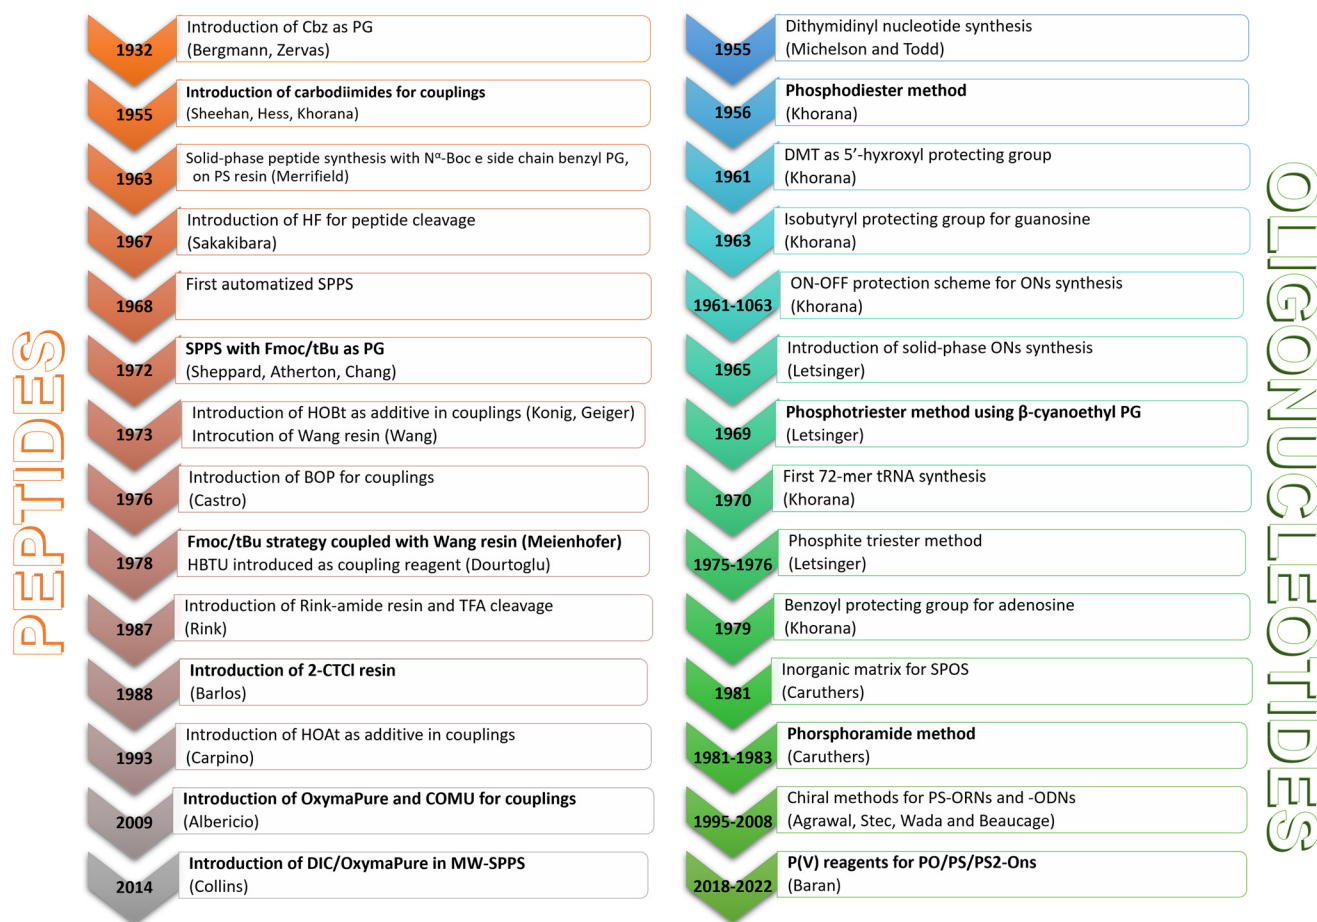 PEPTIDES
1932
Introduction of Cbz as PG
(Bergmann, Zervas)
1955
Introduction of carbodiimides for couplings
(Sheehan, Hess, Khorana)
1963
Solid-phase peptide synthesis with Nᵅ-Boc e side chain benzyl PG,
on PS resin (Merrifield)
1967
Introduction of HF for peptide cleavage
(Sakakibara)
1968
First automatized SPPS
1972
SPPS with Fmoc/tBu as PG
(Sheppard, Atherton, Chang)
1973
Introduction of HOBt as additive in couplings (Konig, Geiger)
Introcution of Wang resin (Wang)
1976
Introduction of BOP for couplings
(Castro)
1978
Fmoc/tBu strategy coupled with Wang resin (Meienhofer)
HBTU introduced as coupling reagent (Dourtoglu)
1987
Introduction of Rink-amide resin and TFA cleavage
(Rink)
1988
Introduction of 2-CTCl resin
(Barlos)
1993
Introduction of HOAt as additive in couplings
(Carpino)
2009
Introduction of OxymaPure and COMU for couplings
(Albericio)
2014
Introduction of DIC/OxymaPure in MW-SPPS
(Collins)
1955
Dithymidinyl nucleotide synthesis
(Michelson and Todd)
1956
Phosphodiester method
(Khorana)
1961
DMT as 5’-hyxroxyl protecting group
(Khorana)
1963
Isobutyryl protecting group for guanosine
(Khorana)
1961-1063
ON-OFF protection scheme for ONs synthesis
(Khorana)
1965
Introduction of solid-phase ONs synthesis
(Letsinger)
1969
Phosphotriester method using β-cyanoethyl PG
(Letsinger)
1970
First 72-mer tRNA synthesis
(Khorana)
1975-1976
Phosphite triester method
(Letsinger)
1979
Benzoyl protecting group for adenosine
(Khorana)
1981
Inorganic matrix for SPOS
(Caruthers)
1981-1983
Phorsphoramide method
(Caruthers)
1995-2008
Chiral methods for PS-ORNs and -ODNs
(Agrawal, Stec, Wada and Beaucage)
2018-2022
P(V) reagents for PO/PS/PS2-Ons
(Baran)
OLIGONUCLEOTIDES